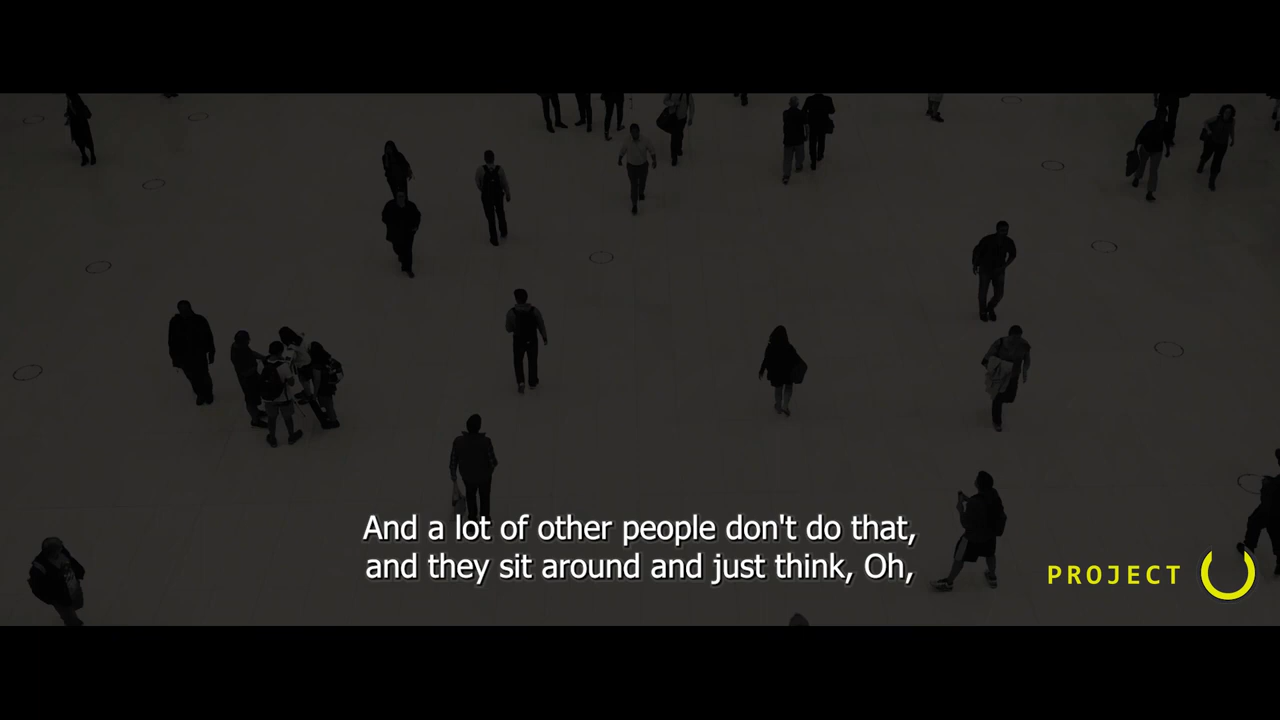 And a lot of other people don't do that,
and they sit around and just think, Oh,
PROJECT U